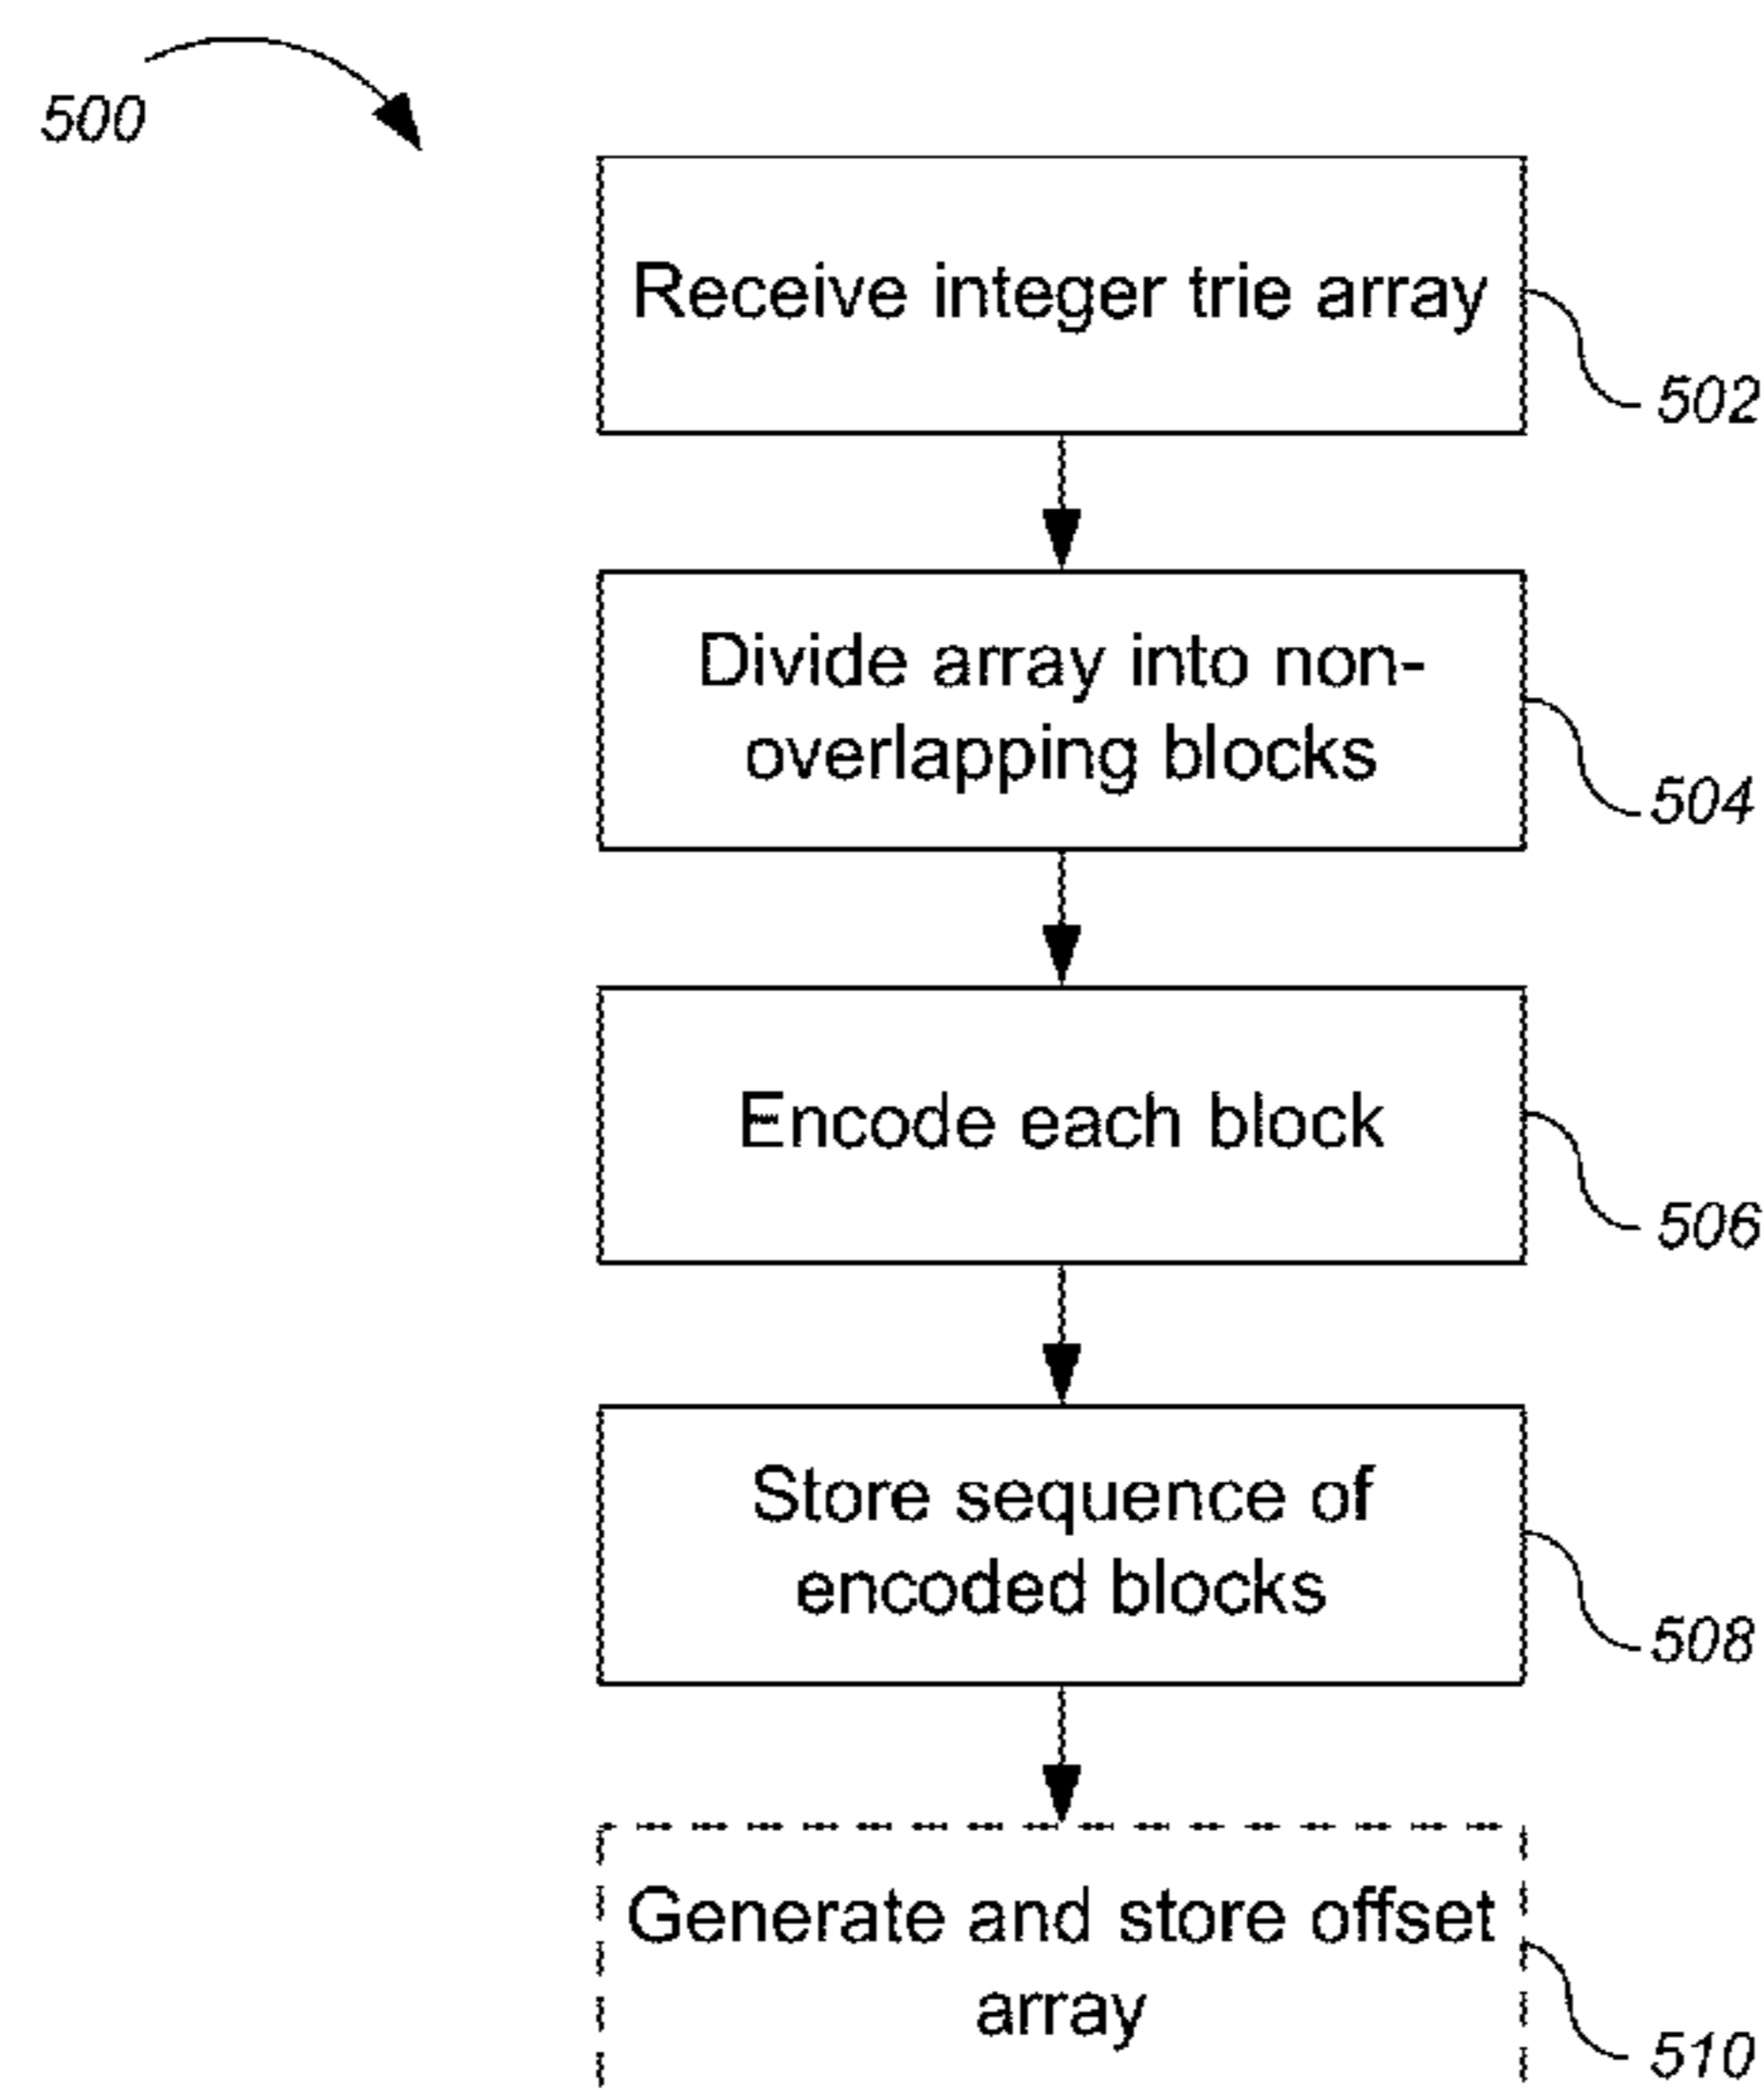 500
Receive integer trie array
502
Divide array into non-
overlapping blocks
504
Encode each block
506
Store sequence of
encoded blocks
508
Generate and store offset
array
510